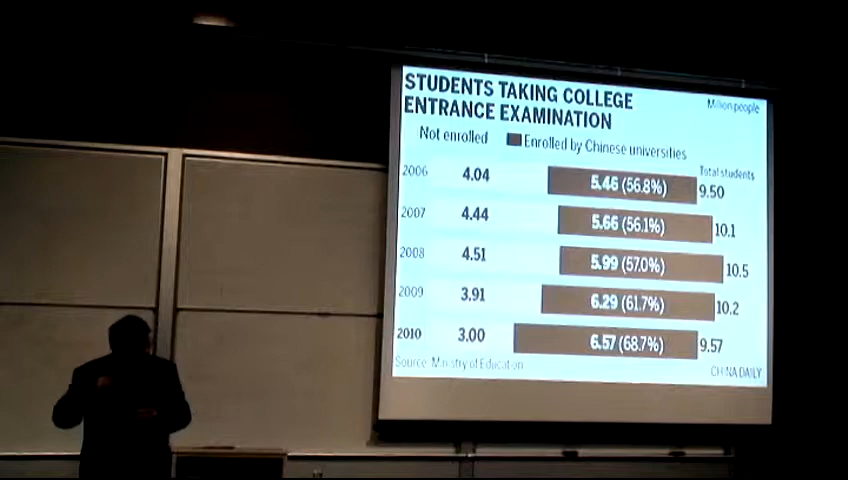 STUDENTS TAKING COLLEGE
ENTRANCE EXAMINATION
Million people
Not enrolled
Enrolled by Chinese universities
Total students
2006 4.04 5.46 (56.8%) 9.50
2007 4.44 5.66 (56.1%) 10.1
2008 4.51 5.99 (57.0%) 10.5
2009 3.91 6.29 (61.7%) 10.2
2010 3.00 6.57 (68.7%) 9.57
Source: Ministry of Education
CHINA DAILY